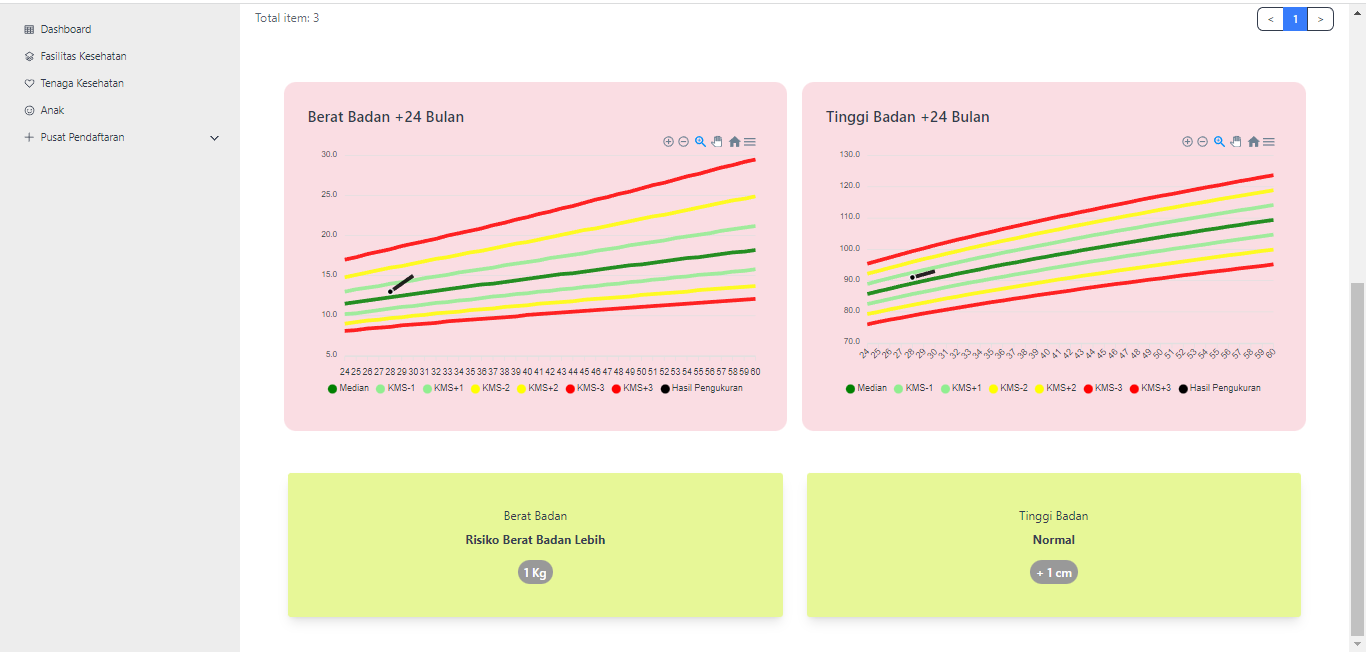 Total item: 3
< 1 >
Dashboard
Fasilitas Kesehatan
Tenaga Kesehatan
Anak
Pusat Pendaftaran
Berat Badan +24 Bulan
30.0
25.0
20.0
15.0
10.0
5.0
24 25 26 27 28 29 30 31 32 33 34 35 36 37 38 39 40 41 42 43 44 45 46 47 48 49 50 51 52 53 54 55 56 57 58 59 60
Median KMS-1 KMS+1 KMS-2 KMS+2 KMS-3 KMS+3 Hasil Pengukuran
Tinggi Badan +24 Bulan
130.0
120.0
110.0
100.0
90.0
80.0
70.0
24 25 26 27 28 29 30 31 32 33 34 35 36 37 38 39 40 41 42 43 44 45 46 47 48 49 50 51 52 53 54 55 56 57 58 59 60
Median KMS-1 KMS+1 KMS-2 KMS+2 KMS-3 KMS+3 Hasil Pengukuran
Berat Badan
Risiko Berat Badan Lebih
1 Kg
Tinggi Badan
Normal
+ 1 cm